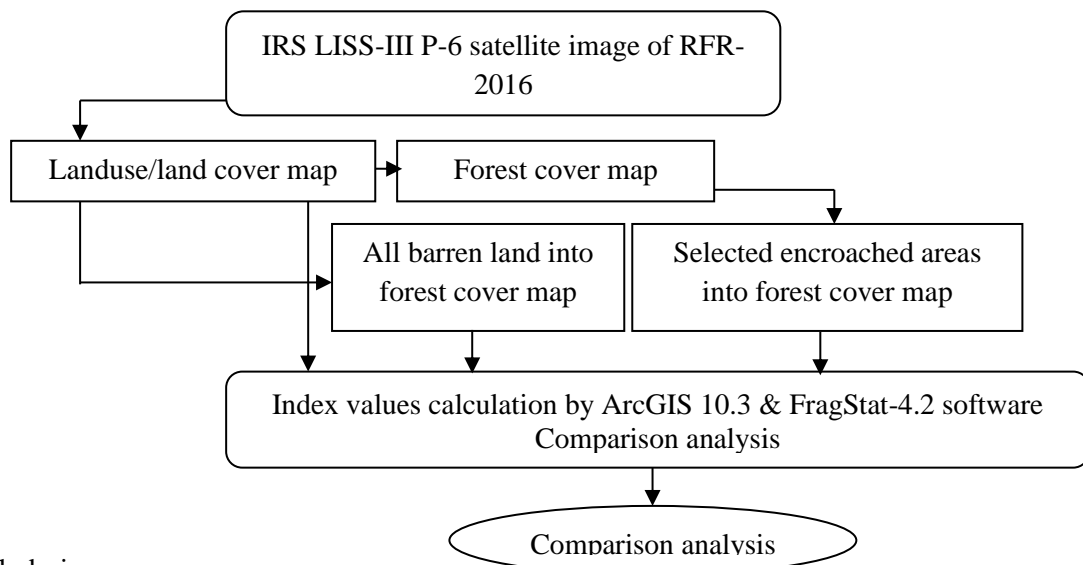 IRS LISS-III P-6 satellite image of RFR-
2016
Landuse/land cover map
Forest cover map
All barren land into
forest cover map
Selected encroached areas
into forest cover map
Index values calculation by ArcGIS 10.3 & FragStat-4.2 software
Comparison analysis
Comparison analysis